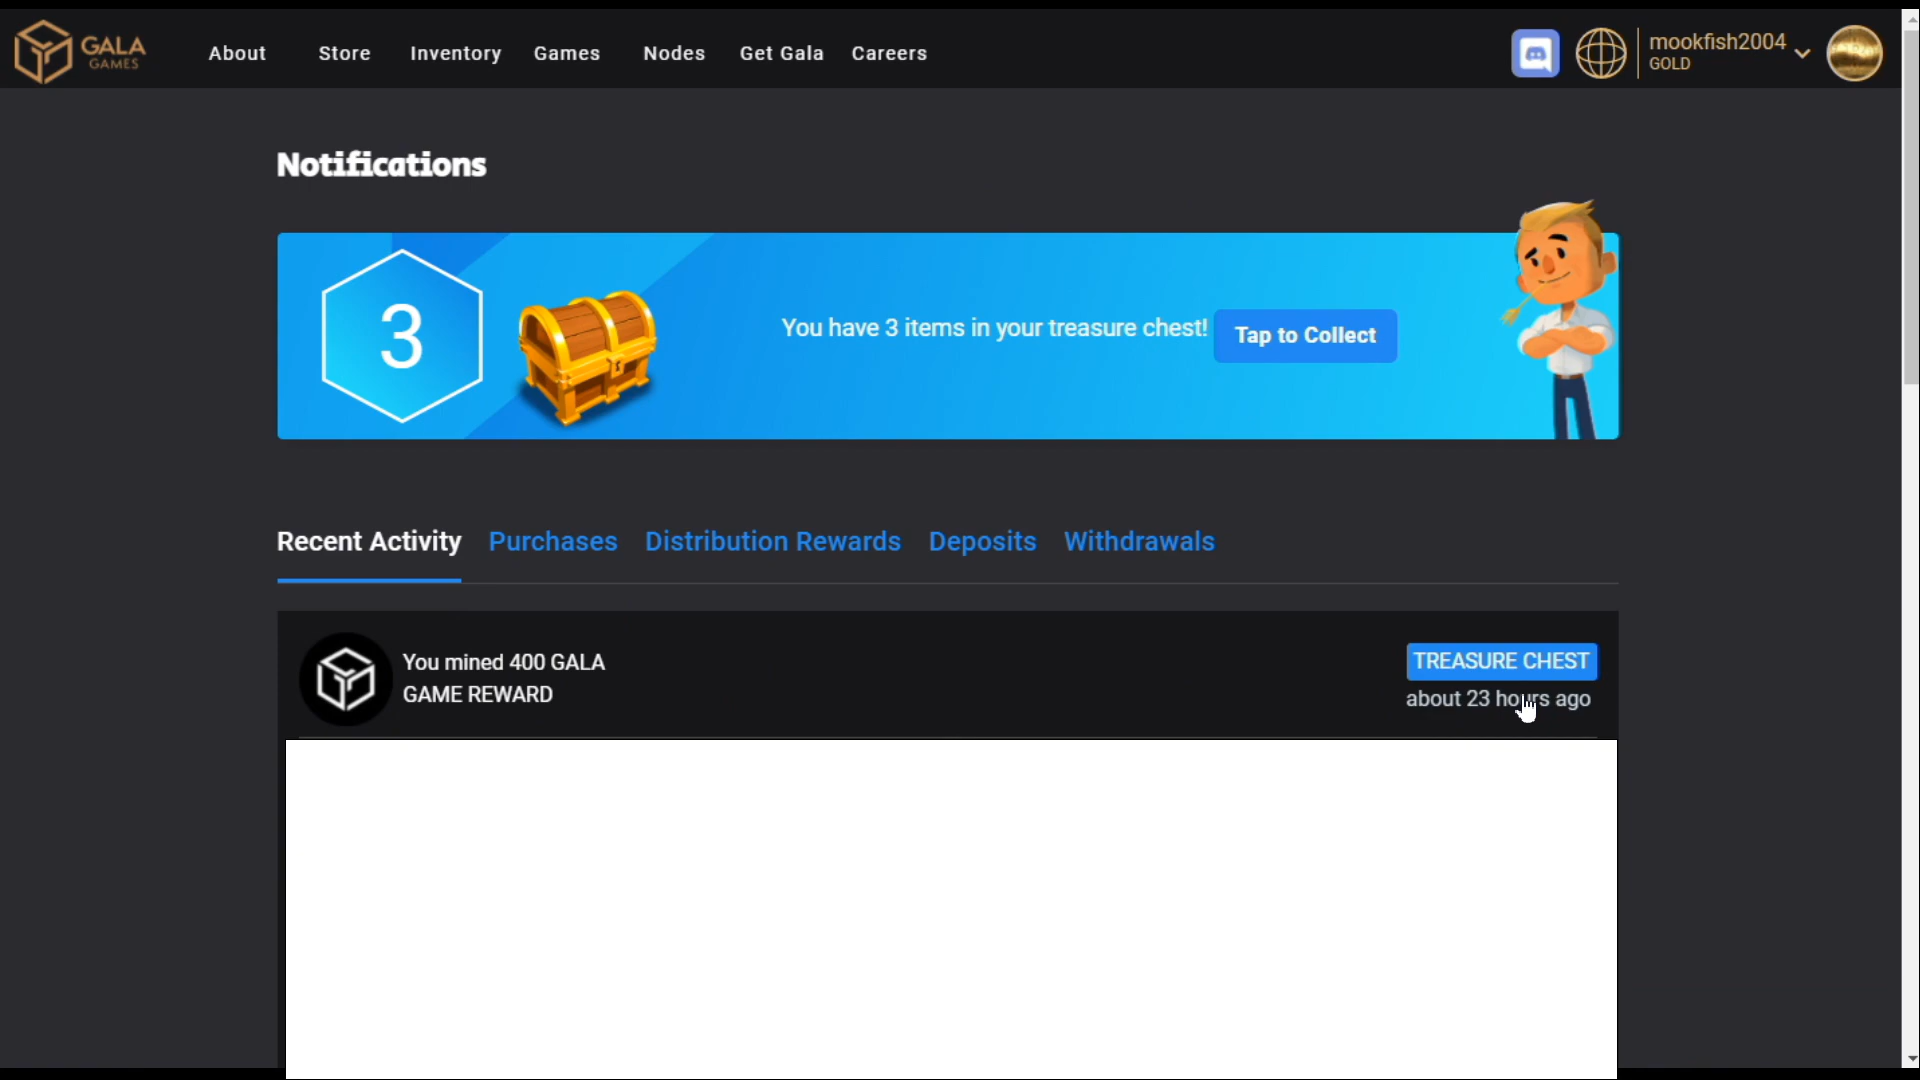 GALA
GAMES
About Store Inventory Games Nodes Get Gala Careers
mookfish2004
GOLD
Notifications
3
You have 3 items in your treasure chest! Tap to Collect
Recent Activity Purchases Distribution Rewards Deposits Withdrawals
You mined 400 GALA
GAME REWARD
TREASURE CHEST
about 23 hours ago